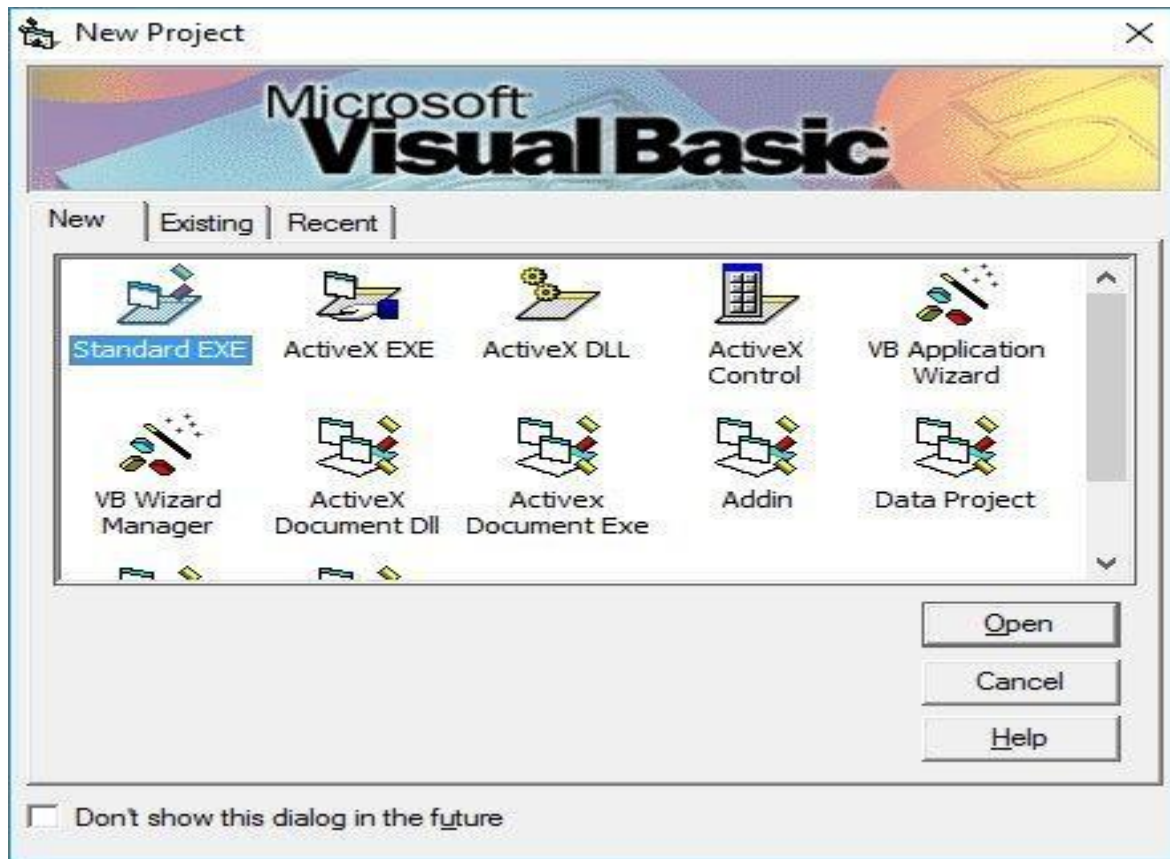 New Project
Microsoft
Visual Basic
New
Existing
Recent
Standard EXE
ActiveX EXE
ActiveX DLL
ActiveX
Control
VB Application
Wizard
VB Wizard
Manager
ActiveX
Document Dll
Activex
Document Exe
Addin
Data Project
Open
Cancel
Help
Don't show this dialog in the future